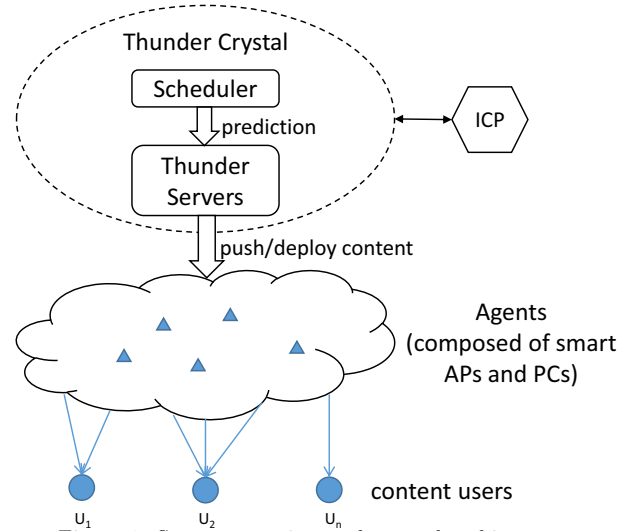 Thunder Crystal
Scheduler
prediction
ICP
Thunder
Servers
push/deploy content
Agents
(composed of smart
APs and PCs)
content users
U1
U2
Un